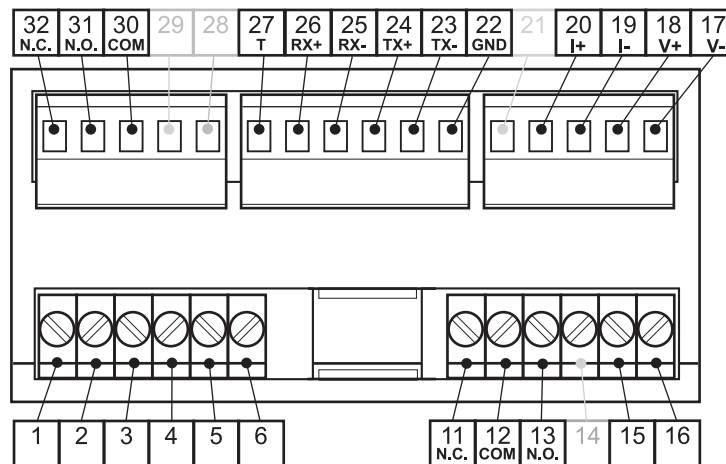 32 31 30 29 28 27 26 25 24 23 22 21 20 19 18 17
N.C. N.O. COM T RX+ RX- TX+ TX- GND I+ I- V+ V-
1 2 3 4 5 6 11 12 13 14 15 16
N.C. COM N.O.